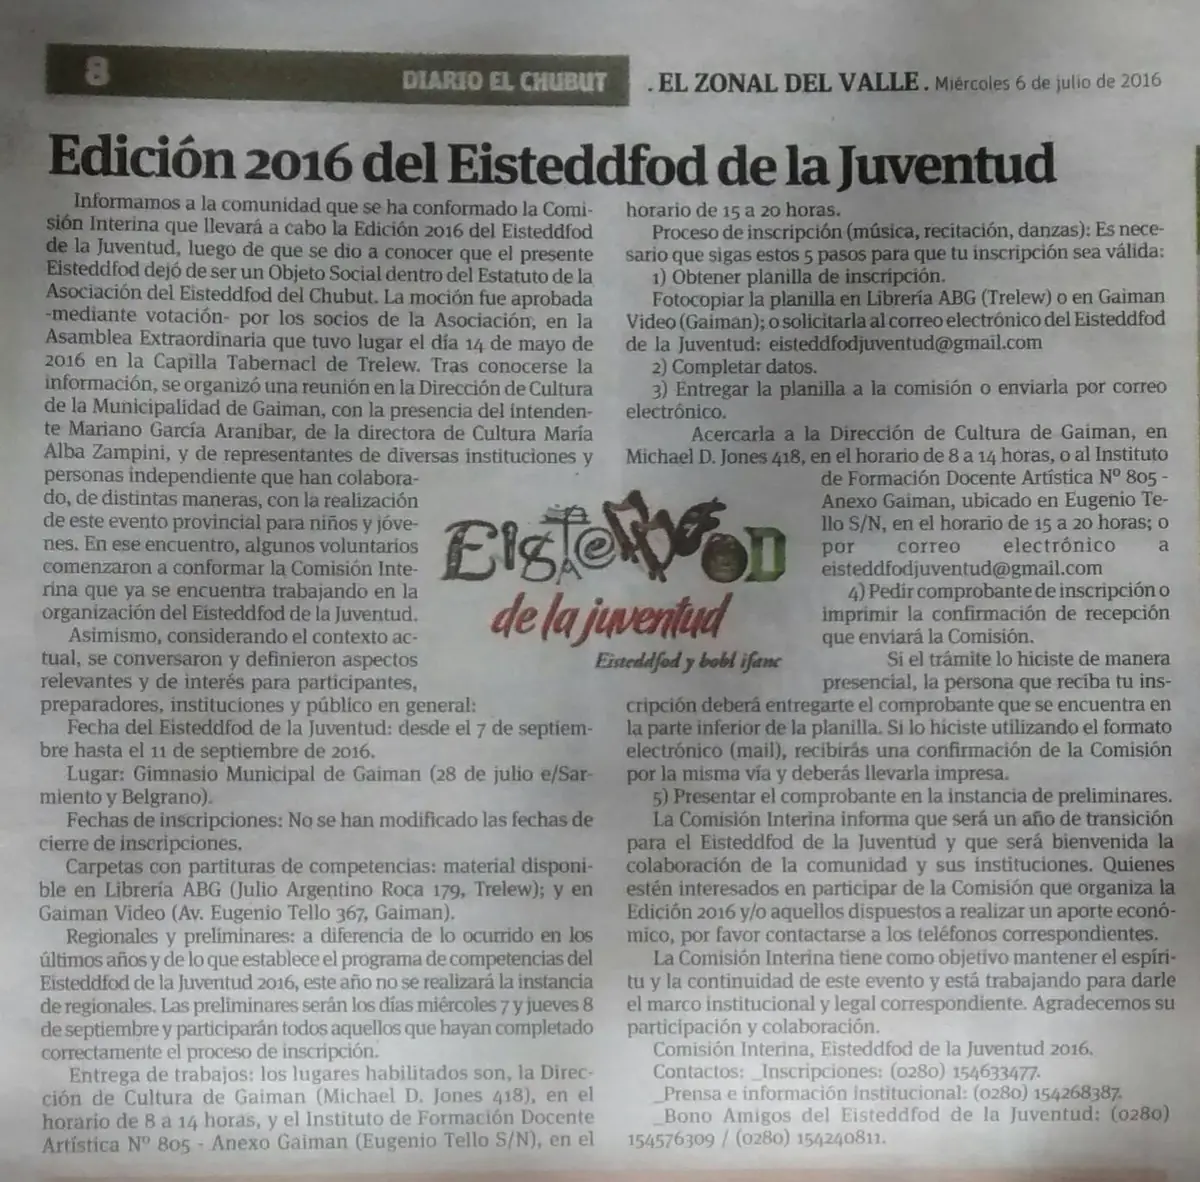 8
DIARIO EL CHUBUT
. EL ZONAL DEL VALLE. Miércoles 6 de julio de 2016
Edición 2016 del Eisteddfod de la Juventud
Informamos a la comunidad que se ha conformado la Comi-
sión Interina que llevará a cabo la Edición 2016 del Eisteddfod
de la Juventud, luego de que se dio a conocer que el presente
Eisteddfod dejó de ser un Objeto Social dentro del Estatuto de la
Asociación del Eisteddfod del Chubut. La moción fue aprobada
-mediante votación- por los socios de la Asociación, en la
Asamblea Extraordinaria que tuvo lugar el día 14 de mayo de
2016 en la Capilla Tabernacl de Trelew. Tras conocerse la
información, se organizó una reunión en la Dirección de Cultura
de la Municipalidad de Gaiman, con la presencia del intenden-
te Mariano García Aranibar, de la directora de Cultura María
Alba Zampini, y de representantes de diversas instituciones y
personas independiente que han colabora-
do, de distintas maneras, con la realización
de este evento provincial para niños y jóve-
nes. En ese encuentro, algunos voluntarios
comenzaron a conformar la Comisión Inte-
rina que ya se encuentra trabajando en la
organización del Eisteddfod de la Juventud.
Asimismo, considerando el contexto ac-
tual, se conversaron y definieron aspectos
relevantes y de interés para participantes,
preparadores, instituciones y público en general:
Fecha del Eisteddfod de la Juventud: desde el 7 de septiem-
bre hasta el 11 de septiembre de 2016.
Lugar: Gimnasio Municipal de Gaiman (28 de julio e/Sar-
miento y Belgrano).
Fechas de inscripciones: No se han modificado las fechas de
cierre de inscripciones.
Carpetas con partituras de competencias: material disponi-
ble en Librería ABG (Julio Argentino Roca 179, Trelew); y en
Gaiman Video (Av. Eugenio Tello 367, Gaiman).
Regionales y preliminares: a diferencia de lo ocurrido en los
últimos años y de lo que establece el programa de competencias del
Eisteddfod de la Juventud 2016, este año no se realizará la instancia
de regionales. Las preliminares serán los días miércoles 7 y jueves 8
de septiembre y participarán todos aquellos que hayan completado
correctamente el proceso de inscripción.
Entrega de trabajos: los lugares habilitados son, la Direc-
ción de Cultura de Gaiman (Michael D. Jones 418), en el
horario de 8 a 14 horas, y el Instituto de Formación Docente
Artística Nº 805 - Anexo Gaiman (Eugenio Tello S/N), en el
horario de 15 a 20 horas.
Proceso de inscripción (música, recitación, danzas): Es nece-
sario que sigas estos 5 pasos para que tu inscripción sea válida:
1) Obtener planilla de inscripción.
Fotocopiar la planilla en Librería ABG (Trelew) o en Gaiman
Video (Gaiman); o solicitarla al correo electrónico del Eisteddfod
de la Juventud: eisteddfodjuventud@gmail.com
2) Completar datos.
3) Entregar la planilla a la comisión o enviarla por correo
electrónico.
Acercarla a la Dirección de Cultura de Gaiman, en
Michael D. Jones 418, en el horario de 8 a 14 horas, o al Instituto
de Formación Docente Artística Nº 805 -
Anexo Gaiman, ubicado en Eugenio Te-
llo S/N, en el horario de 15 a 20 horas; o
por correo electrónico a
eisteddfodjuventud@gmail.com
4) Pedir comprobante de inscripción o
imprimir la confirmación de recepción
que enviará la Comisión.
Si el trámite lo hiciste de manera
presencial, la persona que reciba tu ins-
cripción deberá entregarte el comprobante que se encuentra en
la parte inferior de la planilla. Si lo hiciste utilizando el formato
electrónico (mail), recibirás una confirmación de la Comisión
por la misma vía y deberás llevarla impresa.
5) Presentar el comprobante en la instancia de preliminares.
La Comisión Interina informa que será un año de transición
para el Eisteddfod de la Juventud y que será bienvenida la
colaboración de la comunidad y sus instituciones. Quienes
estén interesados en participar de la Comisión que organiza la
Edición 2016 y/o aquellos dispuestos a realizar un aporte econó-
mico, por favor contactarse a los teléfonos correspondientes.
La Comisión Interina tiene como objetivo mantener el espíri-
tu y la continuidad de este evento y está trabajando para darle
el marco institucional y legal correspondiente. Agradecemos su
participación y colaboración.
Comisión Interina, Eisteddfod de la Juventud 2016.
Contactos: _Inscripciones: (0280) 154633477.
_Prensa e información Institucional: (0280) 154268387.
_Bono Amigos del Eisteddfod de la Juventud: (0280)
154576309 / (0280) 154240811.
Eisteddfod
de la juventud
Eisteddfod y bobl ifanc